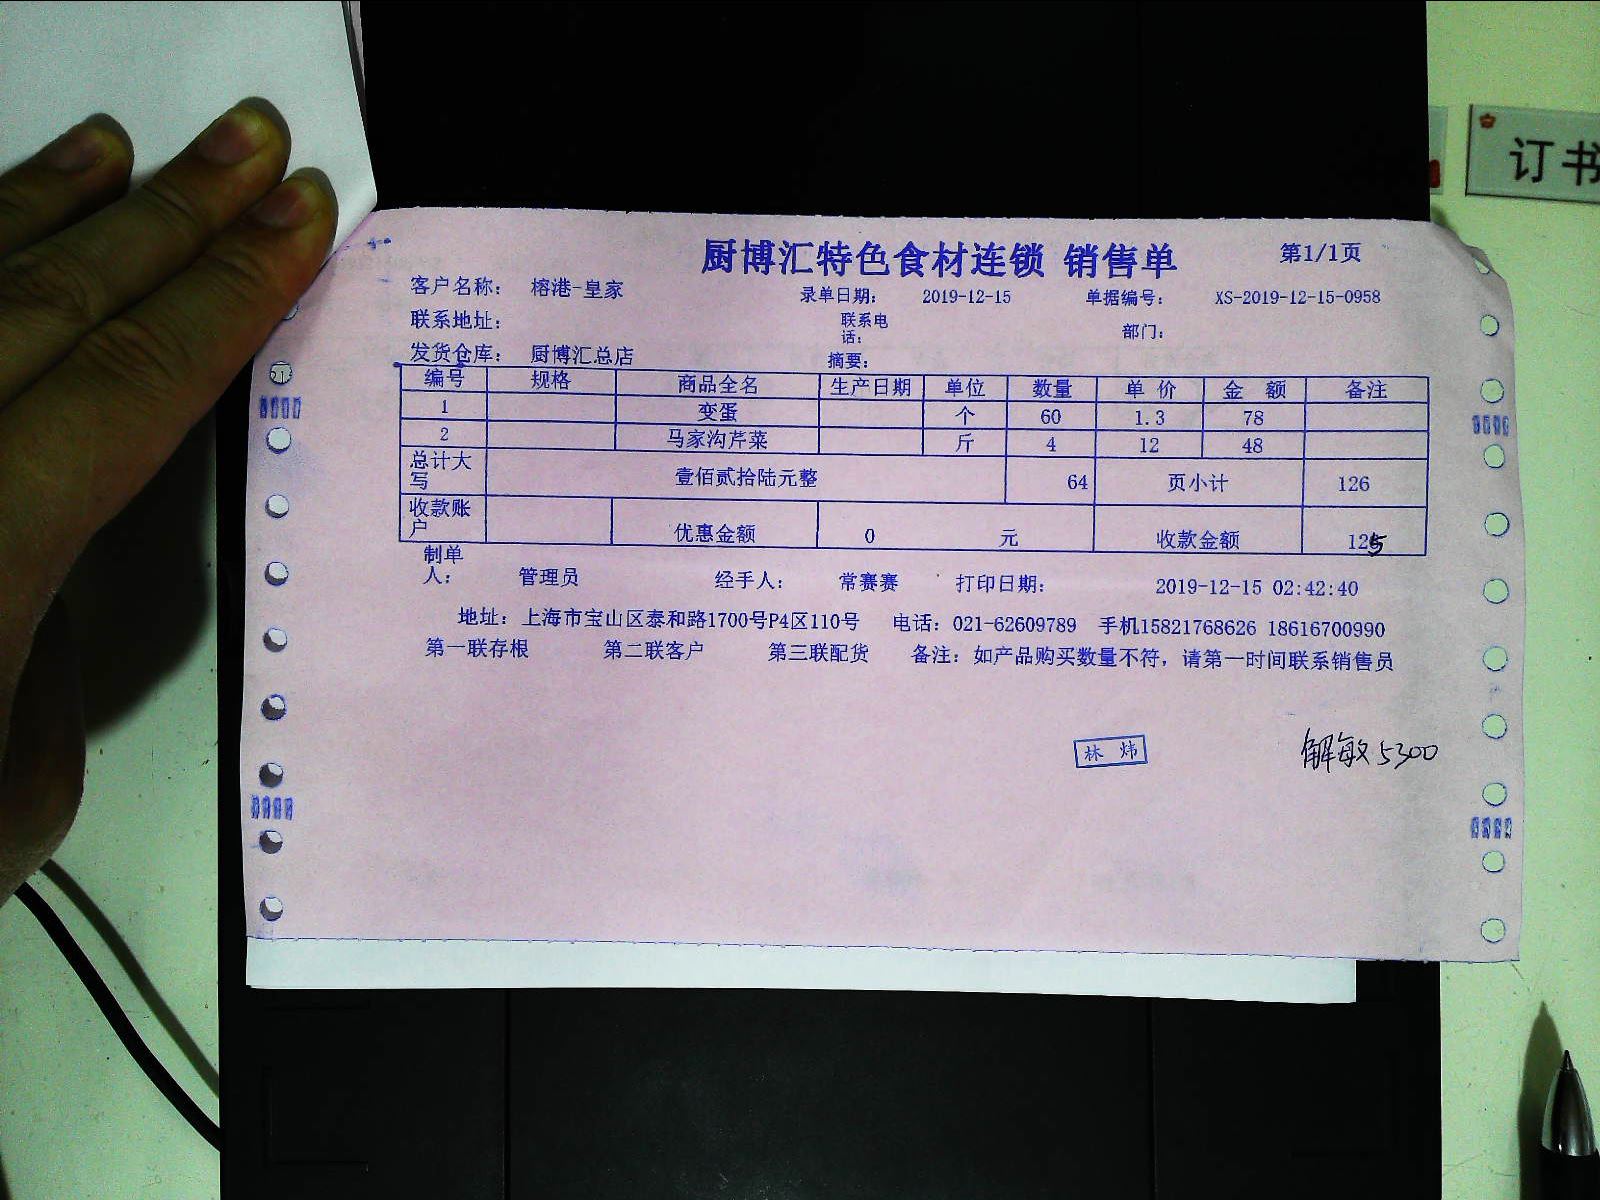 订书
厨博汇特色食材连锁 销售单 第1/1页
客户名称： 榕港-皇家 录单日期： 2019-12-15 单据编号： XS-2019-12-15-0958
联系地址： 联系电话： 部门：
发货仓库： 厨博汇总店 摘要：
编号 规格 商品全名 生产日期 单位 数量 单 价 金 额 备注
1 变蛋 个 60 1.3 78
2 马家沟芹菜 斤 4 12 48
总计大写 壹佰贰拾陆元整 64 页小计 126
收款账户 优惠金额 0 元 收款金额 125
制单人： 管理员 经手人： 常赛赛 打印日期： 2019-12-15 02:42:40
地址：上海市宝山区泰和路1700号P4区110号 电话：021-62609789 手机15821768626 18616700990
第一联存根 第二联客户 第三联配货 备注：如产品购买数量不符，请第一时间联系销售员
林 炜
解敏 5300